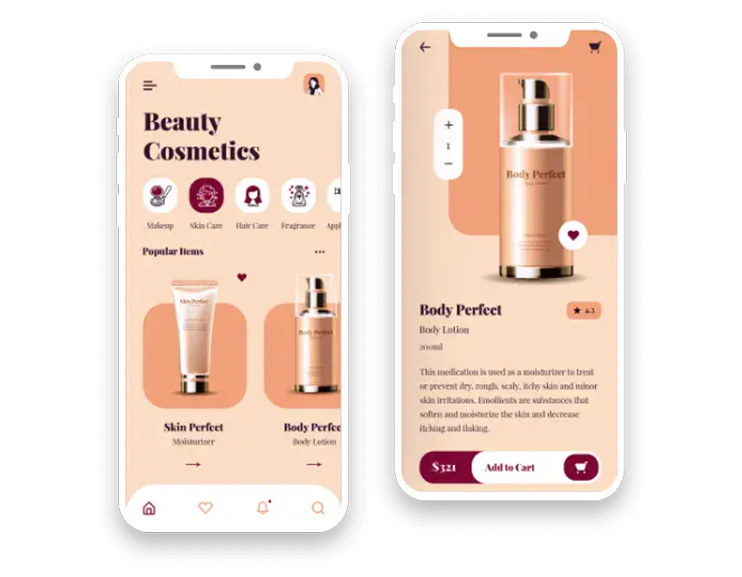 Beauty
Cosmetics
Makeup
Skin Care
Hair Care
Fragrance
Popular Items
Skin Perfect
Skin Perfect
Moisturizer
Body Perfect
Body Perfec
Body Lotion
Body Perfect
+
1
−
Body Perfect
4.3
Body Lotion
200ml
This medication is used as a moisturizer to treat
or prevent dry, rough, scaly, itchy skin and minor
skin irritations. Emollients are substances that
soften and moisturize the skin and decrease
itching and flaking.
$321
Add to Cart